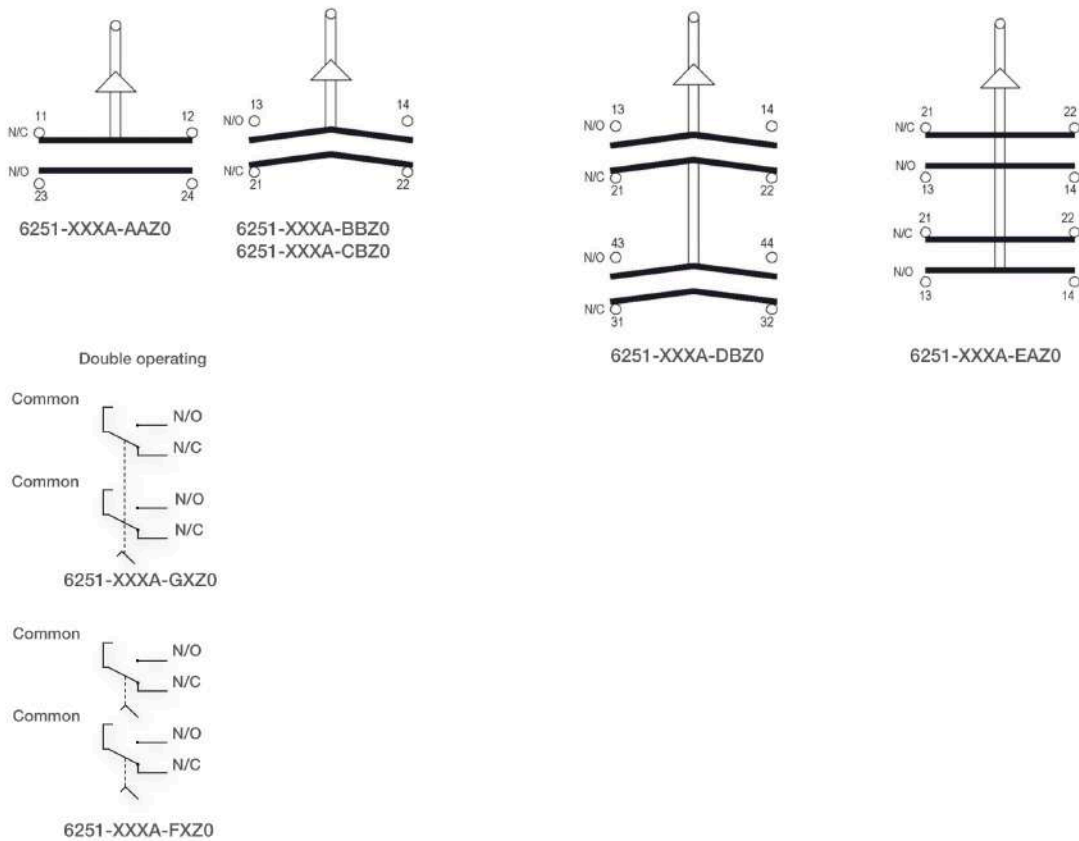 11 12
N/C
N/O
23 24
6251-XXXA-AAZ0
13 14
N/O
N/C
21 22
6251-XXXA-BBZ0
6251-XXXA-CBZ0
13 14
N/O
N/C
21 22
43 44
N/O
N/C
31 32
6251-XXXA-DBZ0
21 22
N/C
N/O
13 14
21 22
N/C
N/O
13 14
6251-XXXA-EAZ0
Double operating
Common
N/O
N/C
Common
N/O
N/C
6251-XXXA-GXZ0
Common
N/O
N/C
Common
N/O
N/C
6251-XXXA-FXZ0